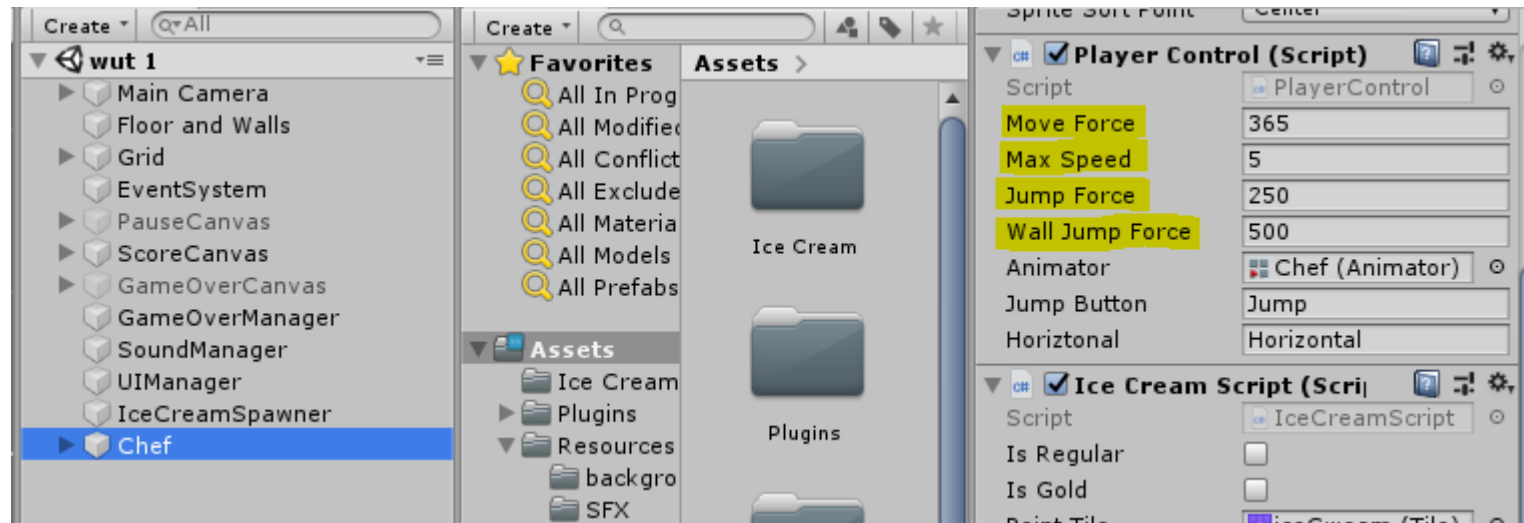 Create
All
wut 1
Main Camera
Floor and Walls
Grid
EventSystem
PauseCanvas
ScoreCanvas
GameOverCanvas
GameOverManager
SoundManager
UIManager
IceCreamSpawner
Chef
Create
Favorites
All In Prog
All Modified
All Conflict
All Exclude
All Materia
All Models
All Prefabs
Assets
Ice Cream
Plugins
Resources
backgro
SFX
Assets >
Ice Cream
Plugins
Sprite Sort Point Center
Player Control (Script)
Script PlayerControl
Move Force 365
Max Speed 5
Jump Force 250
Wall Jump Force 500
Animator Chef (Animator)
Jump Button Jump
Horiztonal Horizontal
Ice Cream Script (Scri
Script IceCreamScript
Is Regular
Is Gold